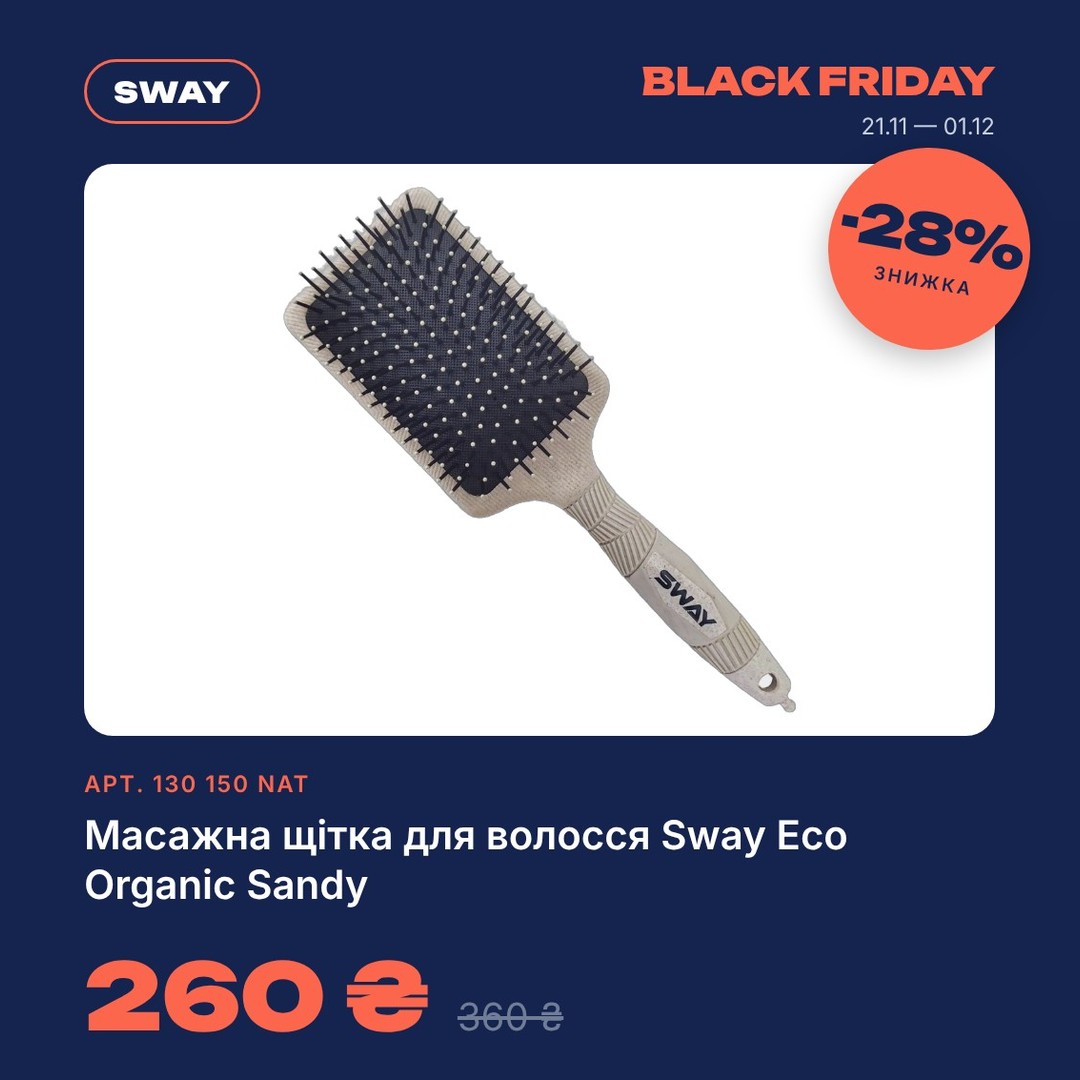 SWAY
BLACK FRIDAY
21.11 — 01.12
-28%
ЗНИЖКА
SWAY
АРТ. 130 150 NAT
Масажна щітка для волосся Sway Eco
Organic Sandy
260 ₴ 360 ₴